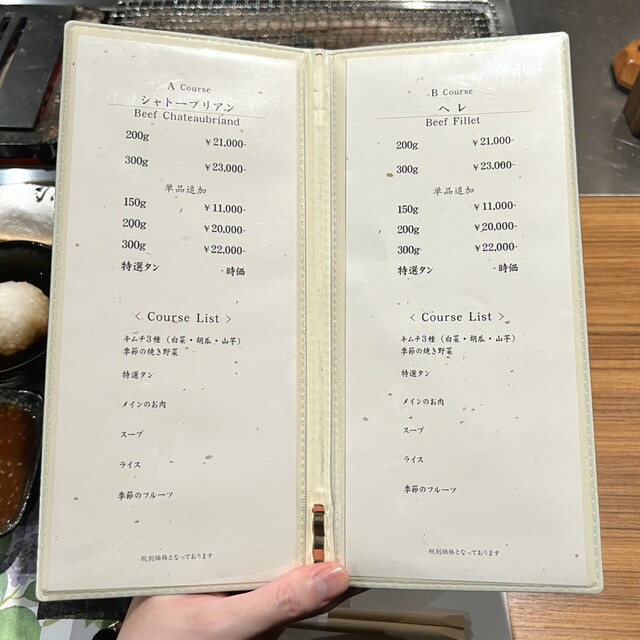 A Course
シャトーブリアン
Beef Chateaubriand
200g ¥21,000-
300g ¥23,000-
単品追加
150g ¥11,000-
200g ¥20,000-
300g ¥22,000-
特選タン -時価
< Course List >
キムチ3種（白菜・胡瓜・山芋）
季節の焼き野菜
特選タン
メインのお肉
スープ
ライス
季節のフルーツ
税別価格となっております
B Course
ヘレ
Beef Fillet
200g ¥21,000-
300g ¥23,000-
単品追加
150g ¥11,000-
200g ¥20,000-
300g ¥22,000-
特選タン -時価
< Course List >
キムチ3種（白菜・胡瓜・山芋）
季節の焼き野菜
特選タン
メインのお肉
スープ
ライス
季節のフルーツ
税別価格となっております